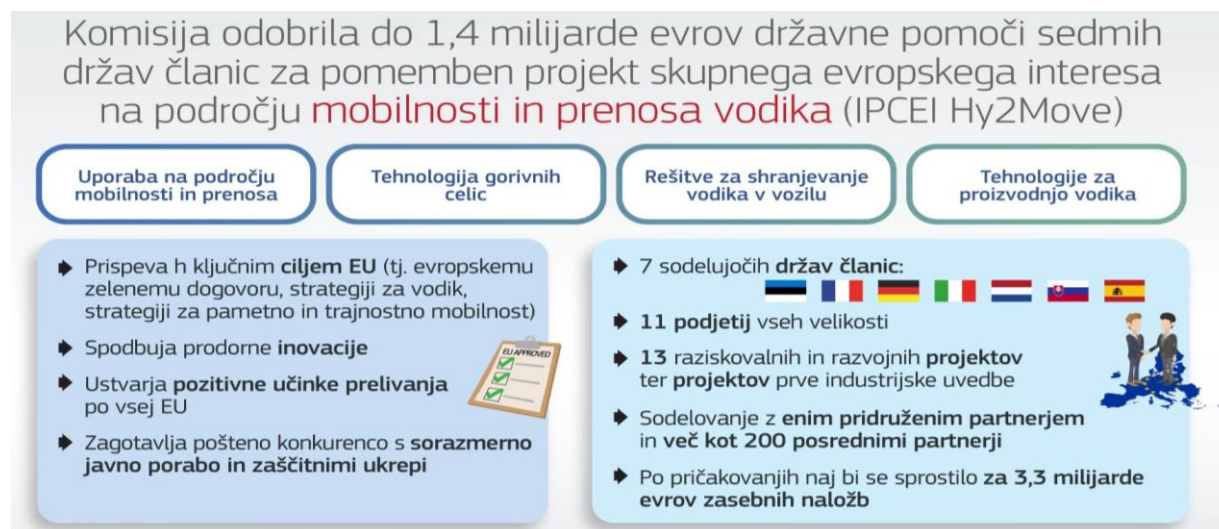 Komisija odobrila do 1,4 milijarde evrov državne pomoči sedmih
držav članic za pomemben projekt skupnega evropskega interesa
na področju mobilnosti in prenosa vodika (IPCEI Hy2Move)
Uporaba na področju
mobilnosti in prenosa
Tehnologija gorivnih
celic
Rešitve za shranjevanje
vodika v vozilu
Tehnologije za
proizvodnjo vodika
Prispeva h ključnim ciljem EU (tj. evropskemu
zelenemu dogovoru, strategiji za vodik,
strategiji za pametno in trajnostno mobilnost)
Spodbuja prodorne inovacije
Ustvarja pozitivne učinke prelivanja
po vsej EU
Zagotavlja pošteno konkurenco s sorazmerno
javno porabo in zaščitnimi ukrepi
EU APPROVED
7 sodelujočih držav članic:
11 podjetij vseh velikosti
13 raziskovalnih in razvojnih projektov
ter projektov prve industrijske uvedbe
Sodelovanje z enim pridruženim partnerjem
in več kot 200 posrednimi partnerji
Po pričakovanjih naj bi se sprostilo za 3,3 milijarde
evrov zasebnih naložb